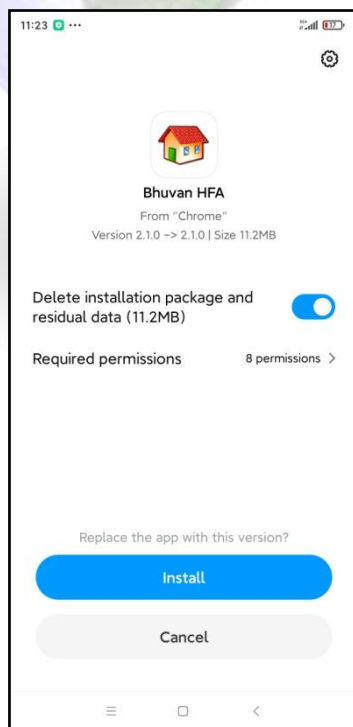 11:23
17
Bhuvan HFA
From "Chrome"
Version 2.1.0 -> 2.1.0 | Size 11.2MB
Delete installation package and
residual data (11.2MB)
Required permissions 8 permissions >
Replace the app with this version?
Install
Cancel